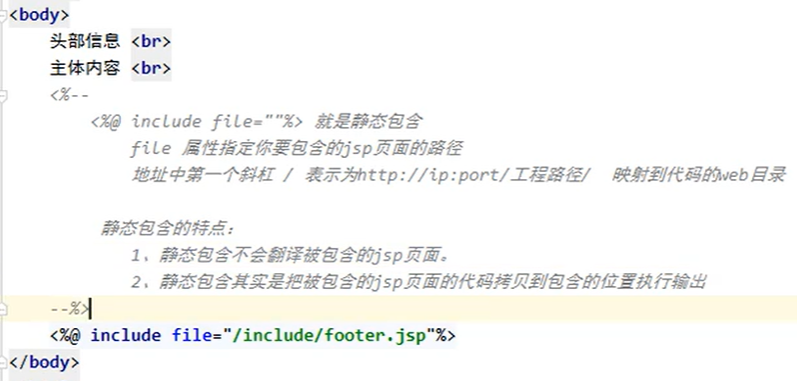 <body>
头部信息 <br>
主体内容 <br>
<%--
<%@ include file=""%> 就是静态包含
file 属性指定你要包含的jsp页面的路径
地址中第一个斜杠 / 表示为http://ip:port/工程路径/ 映射到代码的web目录
静态包含的特点：
1、静态包含不会翻译被包含的jsp页面。
2、静态包含其实是把被包含的jsp页面的代码拷贝到包含的位置执行输出
--%>
<%@ include file="/include/footer.jsp"%>
</body>